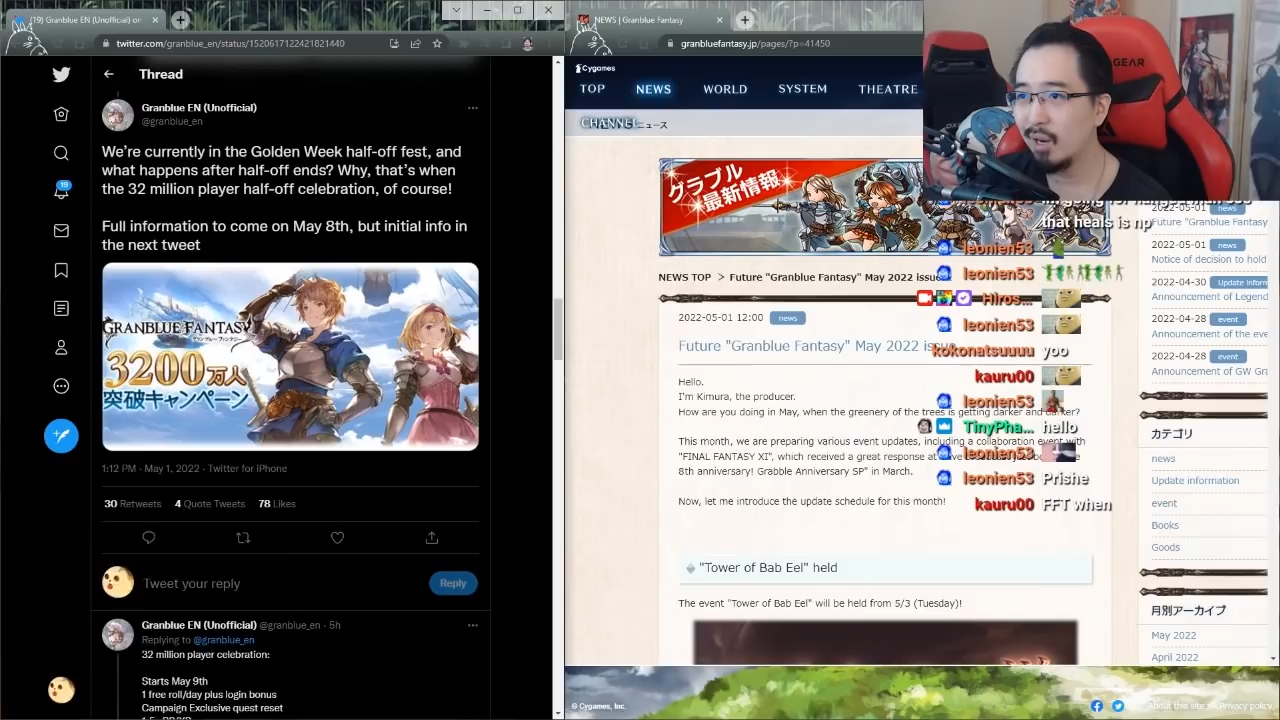 (19) Granblue EN (Unofficial) on
twitter.com/granblue_en/status/1520617122421821440
Thread
Granblue EN (Unofficial)
@granblue_en
We're currently in the Golden Week half-off fest, and
what happens after half-off ends? Why, that's when
the 32 million player half-off celebration, of course!
Full information to come on May 8th, but initial info in
the next tweet
GRANBLUE FANTASY
3200万人
突破キャンペーン
1:12 PM · May 1, 2022 · Twitter for iPhone
30 Retweets 4 Quote Tweets 78 Likes
Tweet your reply
Reply
Granblue EN (Unofficial) @granblue_en · 5h
Replying to @granblue_en
32 million player celebration:
Starts May 9th
1 free roll/day plus login bonus
Campaign Exclusive quest reset
19
NEWS | Granblue Fantasy
granbluefantasy.jp/pages/?p=41450
Cygames
TOP NEWS WORLD SYSTEM THEATRE
CHANNEL
ニュース
グラブル
最新情報
NEWS TOP > Future "Granblue Fantasy" May 2022 issue
2022-05-01 12:00 news
Future "Granblue Fantasy" May 2022 issue
Hello.
I'm Kimura, the producer.
How are you doing in May, when the greenery of the trees is getting darker and darker?
This month, we are preparing various event updates, including a collaboration event with
"FINAL FANTASY XI", which received a great response at
8th anniversary! Grabble Anniversary SP" in March.
Now, let me introduce the update schedule for this month!
"Tower of Bab Eel" held
The event "Tower of Bab Eel" will be held from 5/3 (Tuesday)!
GEAR
that heals is np
leonien53
leonien53
Hiros...
leonien53
kokonatsuuuu yoo
kauru00
leonien53
TinyPha... hello
leonien53
leonien53 Prishe
kauru00 FFT when
2022-05-01 news
Future "Granblue Fantasy
2022-05-01 news
Notice of decision to hold
2022-04-30 Update inform
Announcement of Legend
2022-04-28 event
Announcement of the eve
2022-04-28 event
Announcement of GW Gra
カテゴリ
news
Update information
event
Books
Goods
月別アーカイブ
May 2022
April 2022
© Cygames, Inc.
About this site
Privacy policy